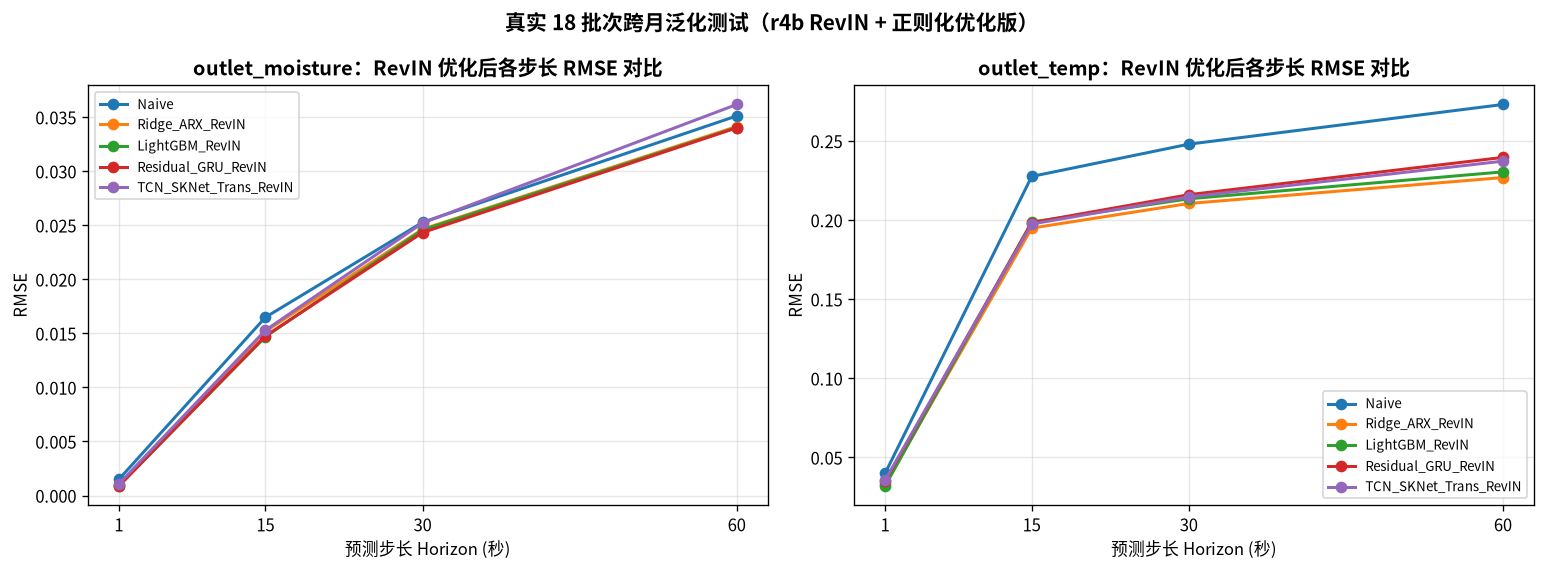 真实 18 批次跨月泛化测试（r4b RevIN + 正则化优化版）
outlet_moisture：RevIN 优化后各步长 RMSE 对比
Naive
Ridge_ARX_RevIN
LightGBM_RevIN
Residual_GRU_RevIN
TCN_SKNet_Trans_RevIN
RMSE
0.035
0.030
0.025
0.020
0.015
0.010
0.005
0.000
1
15
30
60
预测步长 Horizon (秒)
outlet_temp：RevIN 优化后各步长 RMSE 对比
RMSE
0.25
0.20
0.15
0.10
0.05
Naive
Ridge_ARX_RevIN
LightGBM_RevIN
Residual_GRU_RevIN
TCN_SKNet_Trans_RevIN
1
15
30
60
预测步长 Horizon (秒)